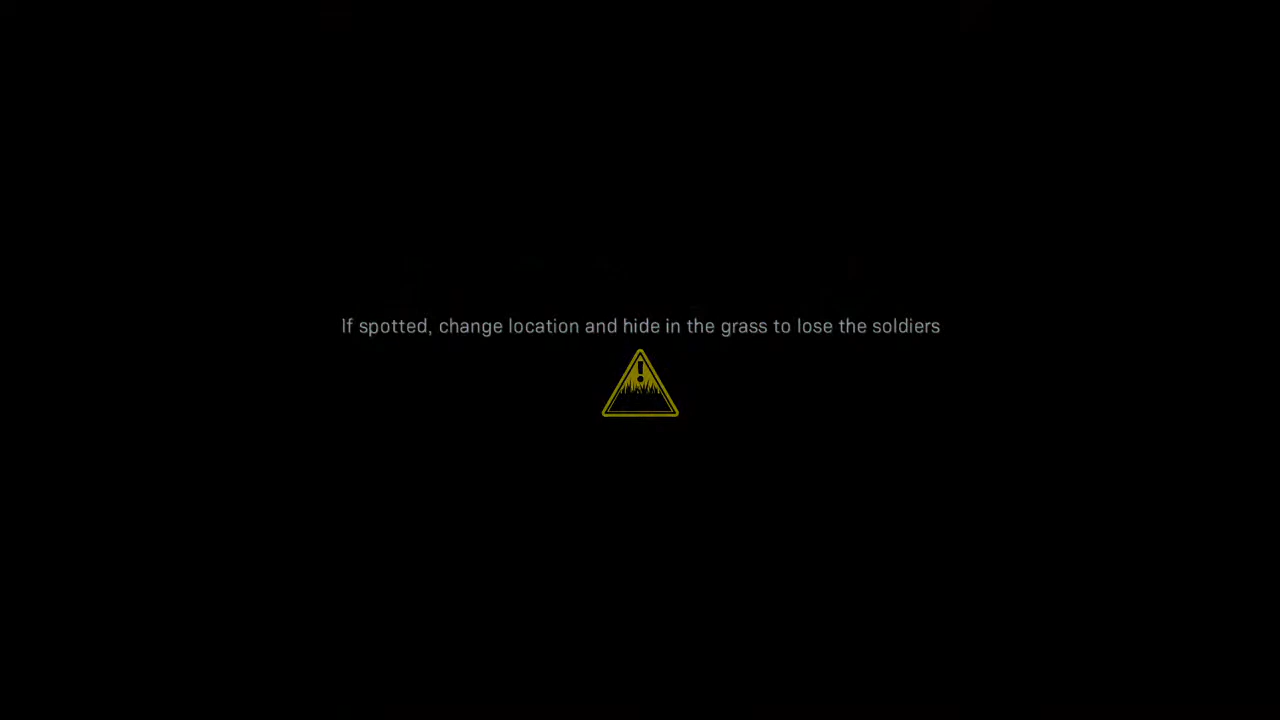 If spotted, change location and hide in the grass to lose the soldiers